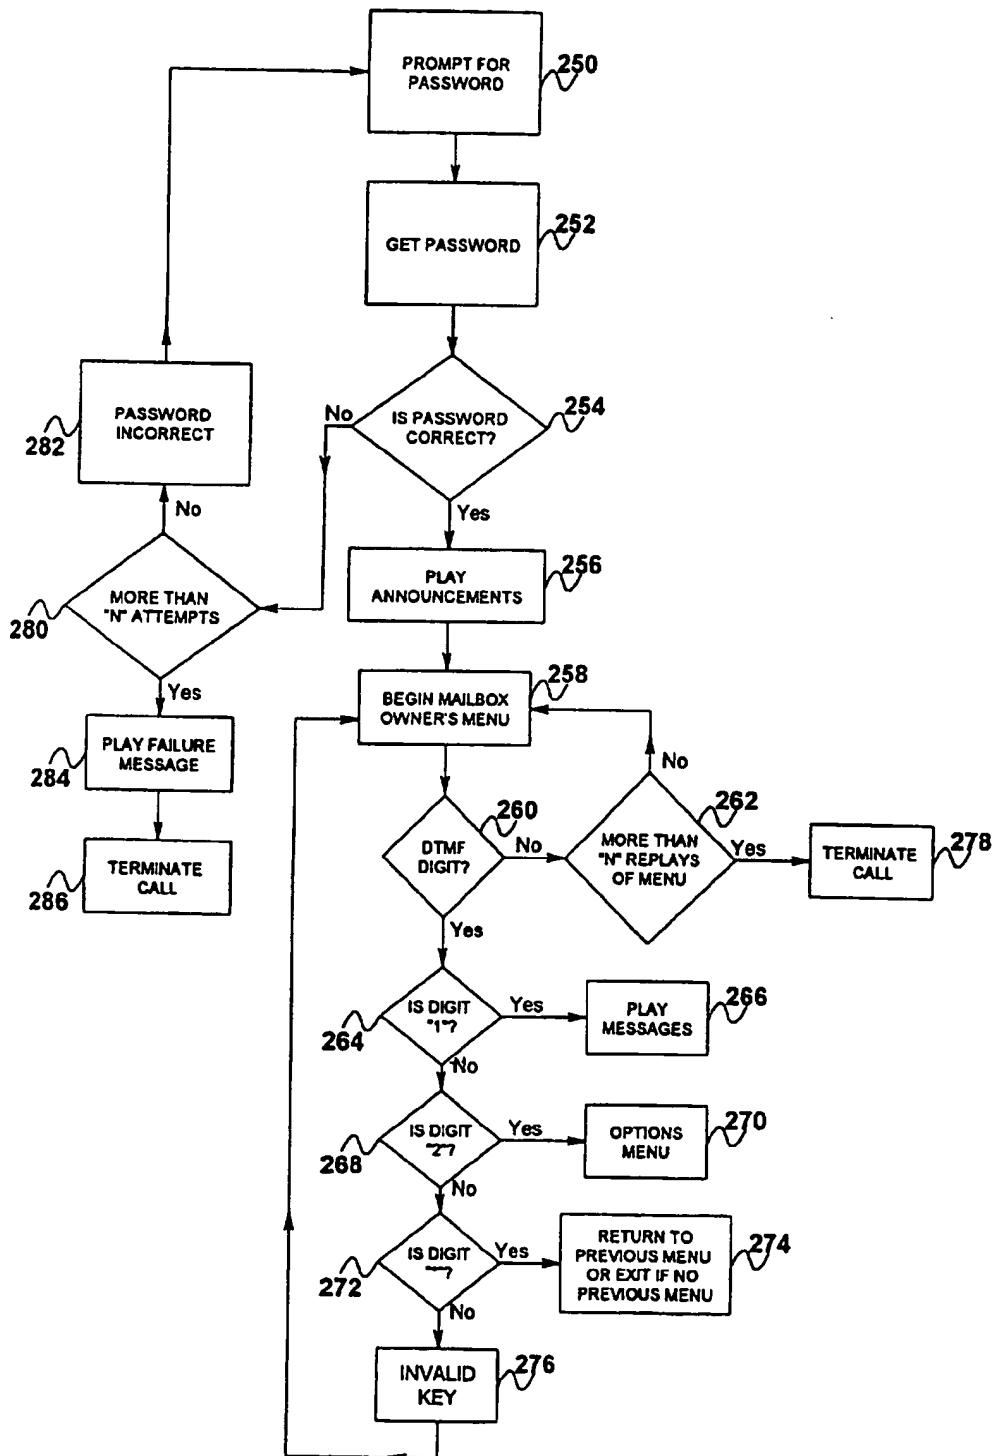 PROMPT FOR
PASSWORD
250
GET PASSWORD
252
IS PASSWORD
CORRECT?
254
No
Yes
PASSWORD
INCORRECT
282
No
MORE THAN
"N" ATTEMPTS
280
Yes
PLAY FAILURE
MESSAGE
284
TERMINATE
CALL
286
PLAY
ANNOUNCEMENTS
256
BEGIN MAILBOX
OWNER'S MENU
258
DTMF
DIGIT?
260
No
Yes
MORE THAN
"N" REPLAYS
OF MENU
262
No
Yes
TERMINATE
CALL
278
IS DIGIT
"1"?
264
Yes
No
PLAY
MESSAGES
266
IS DIGIT
"2"?
268
Yes
No
OPTIONS
MENU
270
IS DIGIT
"*"?
272
Yes
No
RETURN TO
PREVIOUS MENU
OR EXIT IF NO
PREVIOUS MENU
274
INVALID
KEY
276